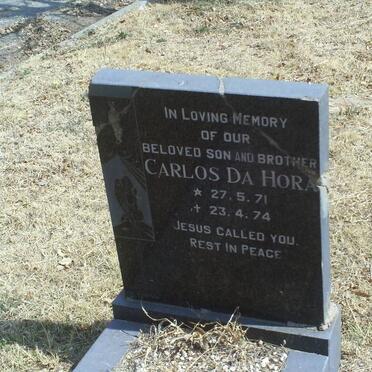 IN LOVING MEMORY
OF OUR
BELOVED SON AND BROTHER
CARLOS DA HORA
* 27. 5. 71
+ 23. 4. 74
JESUS CALLED YOU.
REST IN PEACE